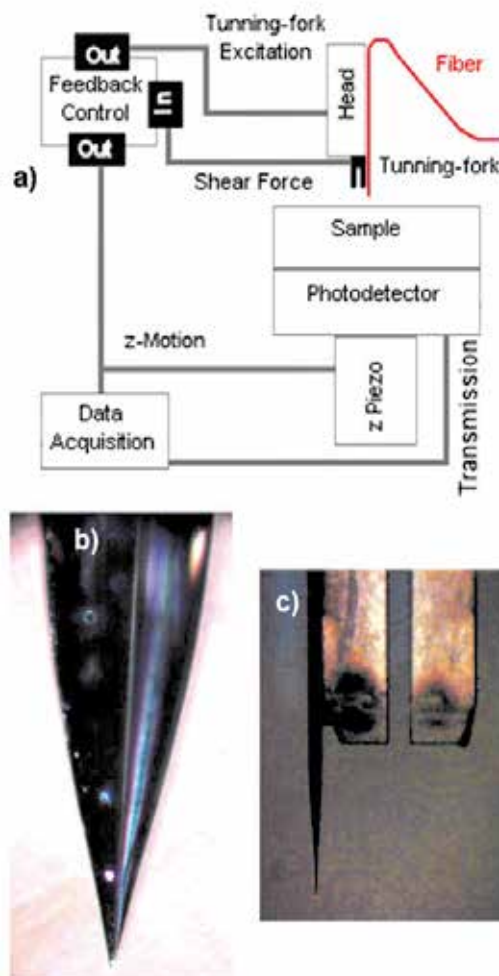 Tunning-fork
Excitation
Out
Feedback
Control
In
Out
Head
Fiber
a)
Shear Force
Tunning-fork
Sample
Photodetector
z-Motion
z Piezo
Transmission
Data
Acquisition
b)
c)